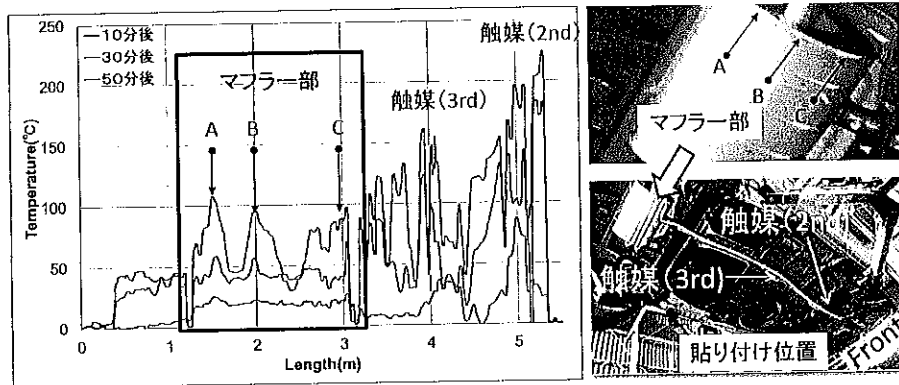 250
200
150
100
50
0
Temperature(℃)
0
1
2
3
4
5
Length(m)
—10分後
—30分後
—50分後
マフラー部
A
B
C
触媒(3rd)
触媒(2nd)
A
B
C
マフラー部
触媒(2nd)
触媒(3rd)
貼り付け位置
Front